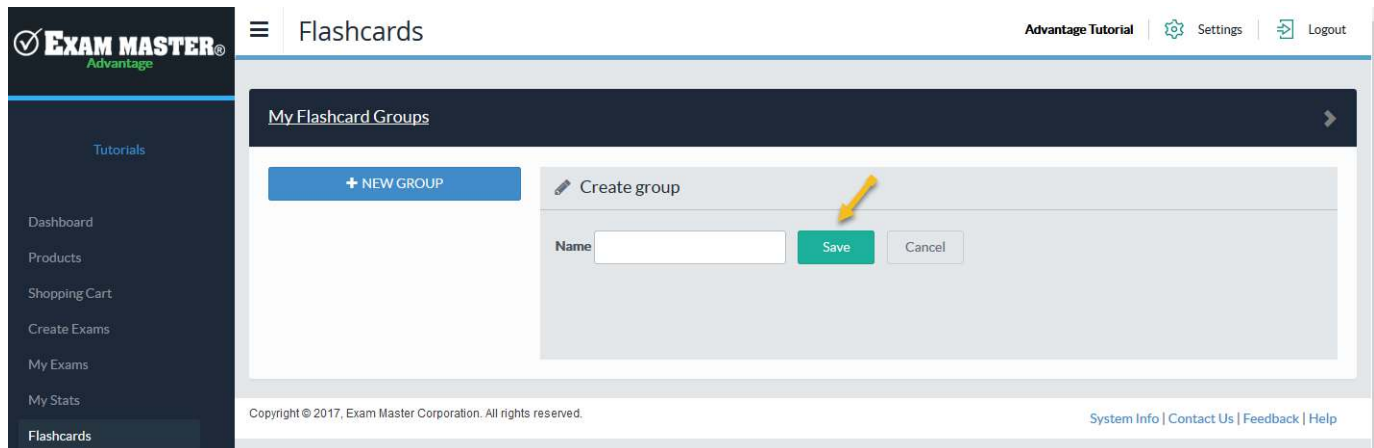 EXAM MASTER®
Advantage
Flashcards
Advantage Tutorial
Settings
Logout
Tutorials
Dashboard
Products
Shopping Cart
Create Exams
My Exams
My Stats
Flashcards
My Flashcard Groups
+ NEW GROUP
Create group
Name
Save
Cancel
Copyright © 2017, Exam Master Corporation. All rights reserved.
System Info | Contact Us | Feedback | Help